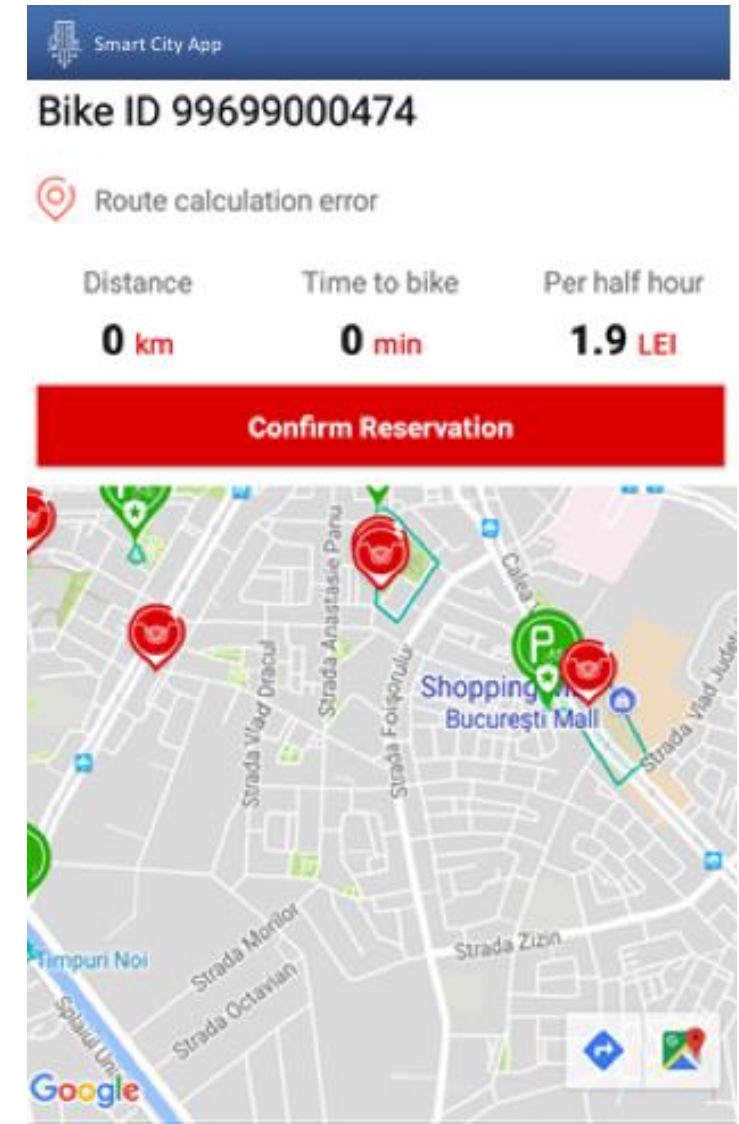 Smart City App
Bike ID 99699000474
Route calculation error
Distance Time to bike Per half hour
0 km 0 min 1.9 LEI
Confirm Reservation
Strada Anastasie Panu
Calea
P
Strada Vlad Dracul
Strada Foișorului
Shopping
București Mall
Strada Vlad Județ
Strada Morilor
Strada Zizin
Timpuri Noi
Strada Octavian
Splaiul
Google